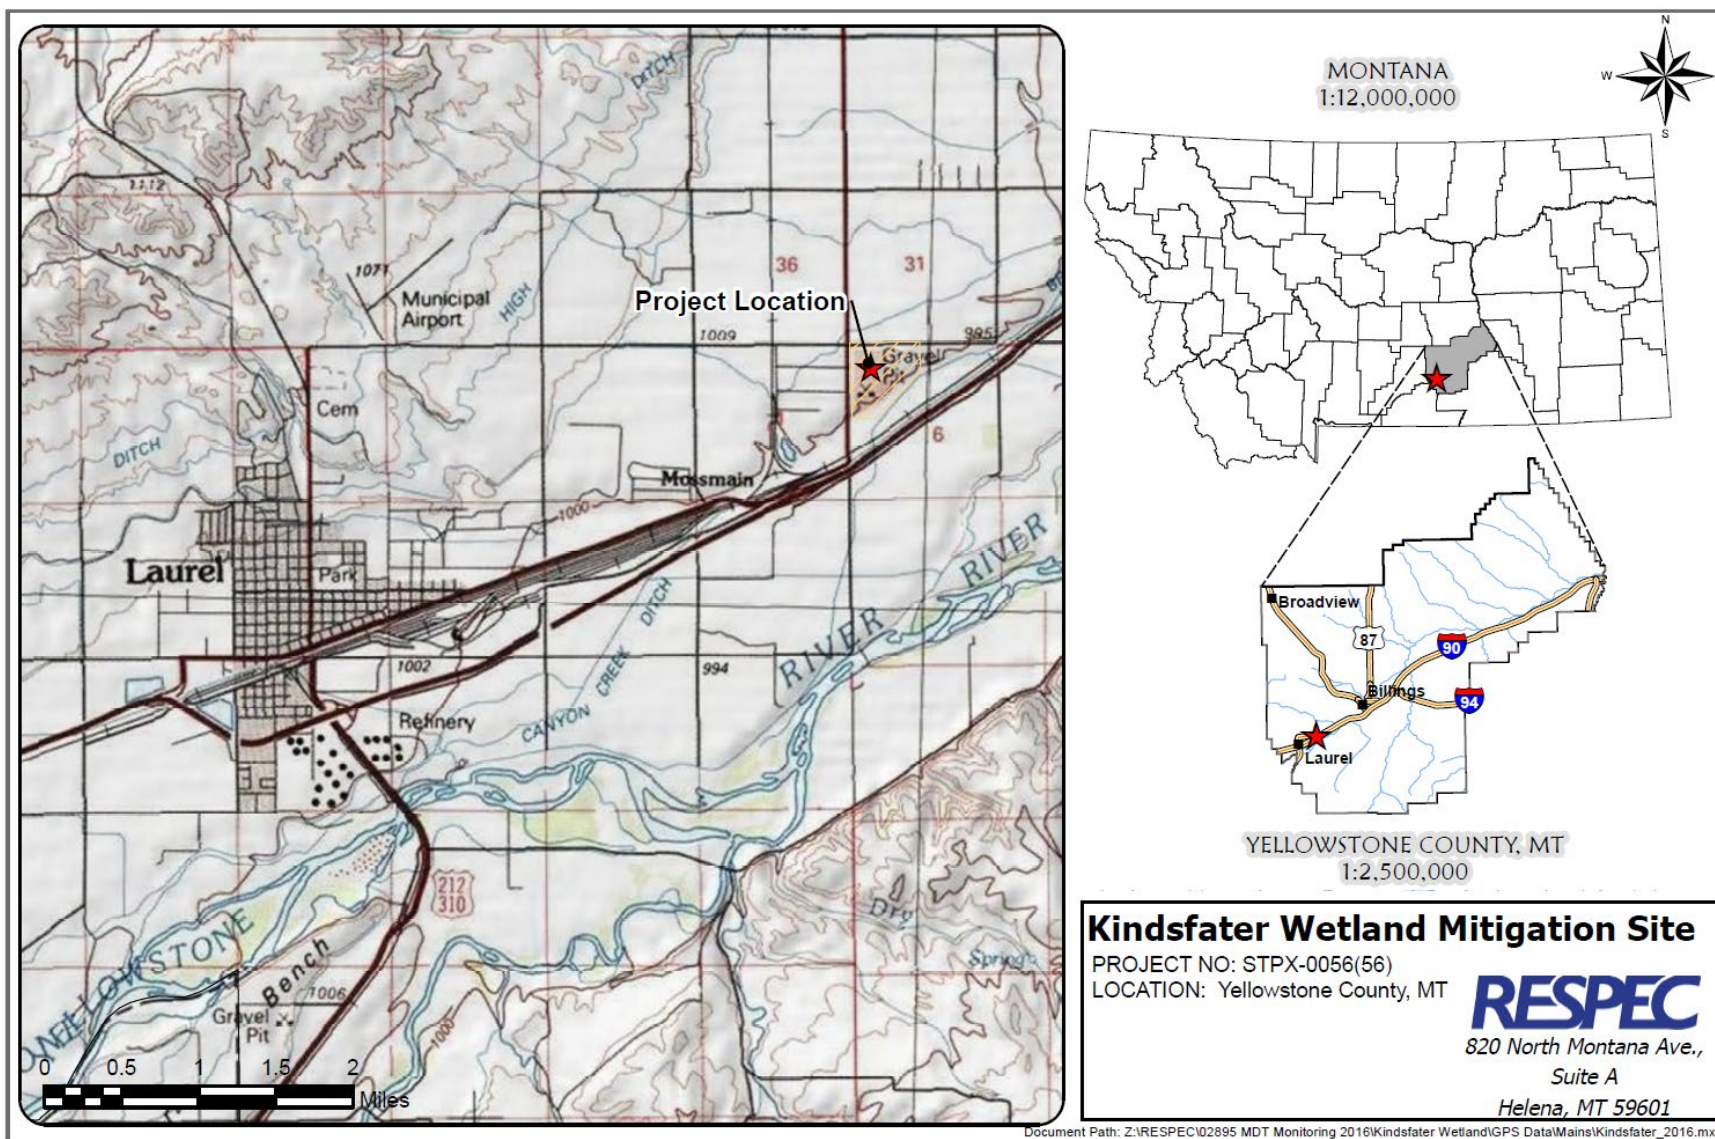 N
W
S
MONTANA
1:12,000,000
DITCH
1112
1071
Municipal
Airport
HIGH
36
31
Project Location
1009
995
Gravel
Cem
DITCH
6
Mossmain
1000
Laurel
Park
RIVER
RIVER
CANYON CREEK DITCH
1002
994
Refinery
212
310
YELLOWSTONE
Bench
1006
Gravel
Pit
1000
Dry
Spring
0 0.5 1 1.5 2
Miles
Broadview
87
90
Billings
94
Laurel
YELLOWSTONE COUNTY, MT
1:2,500,000
Kindsfater Wetland Mitigation Site
PROJECT NO: STPX-0056(56)
LOCATION: Yellowstone County, MT
RESPEC
820 North Montana Ave.,
Suite A
Helena, MT 59601
Document Path: Z:\RESPEC\02895 MDT Monitoring 2016\Kindsfater Wetland\GPS Data\Mains\Kindsfater_2016.mx